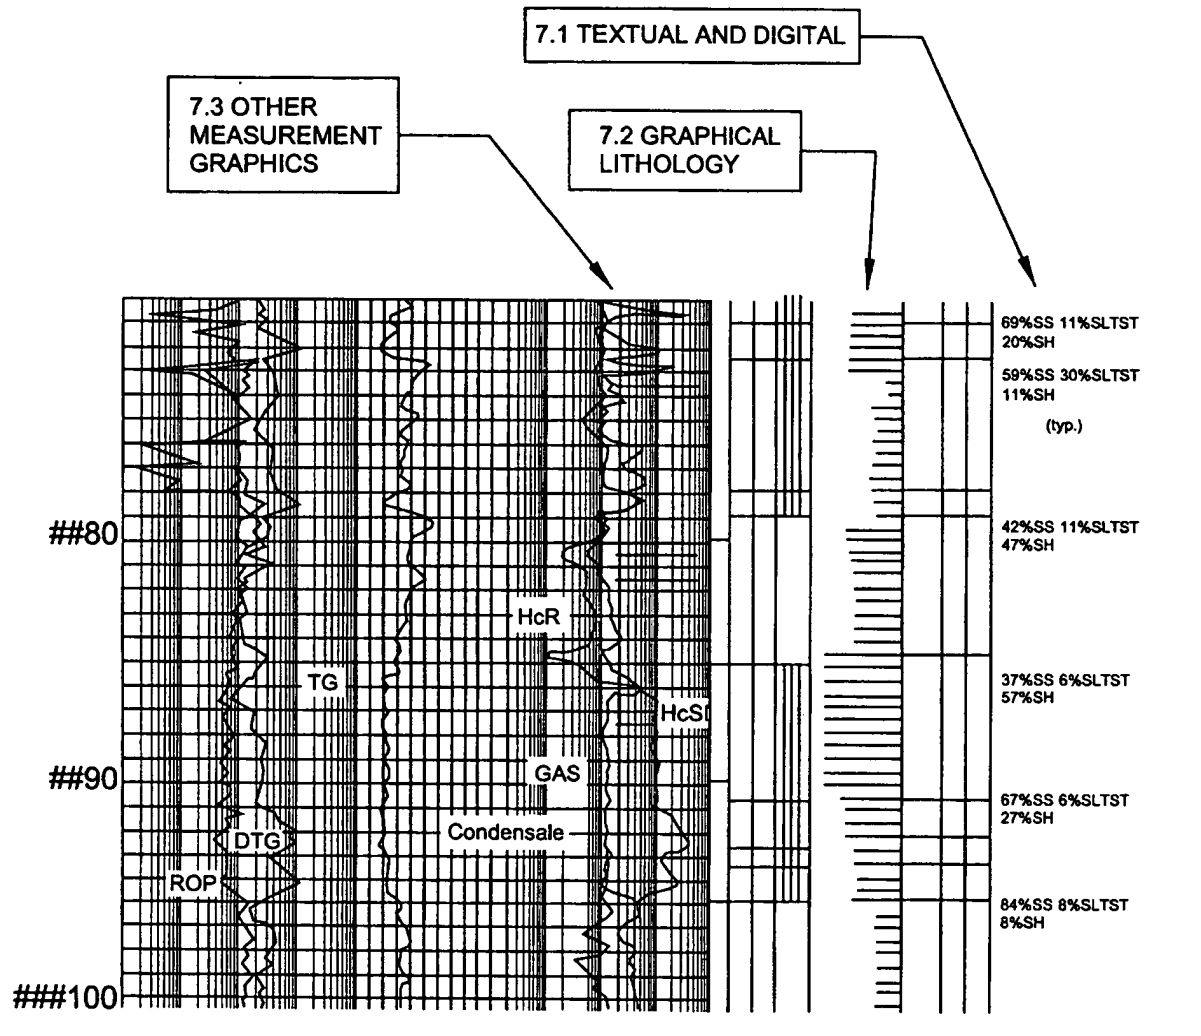 7.1 TEXTUAL AND DIGITAL
7.3 OTHER
MEASUREMENT
GRAPHICS
7.2 GRAPHICAL
LITHOLOGY
69%SS 11%SLTST
20%SH
59%SS 30%SLTST
11%SH
(typ.)
##80
42%SS 11%SLTST
47%SH
HcR
TG
37%SS 6%SLTST
57%SH
HcSI
GAS
##90
67%SS 6%SLTST
27%SH
Condensale
DTG
ROP
84%SS 8%SLTST
8%SH
###100